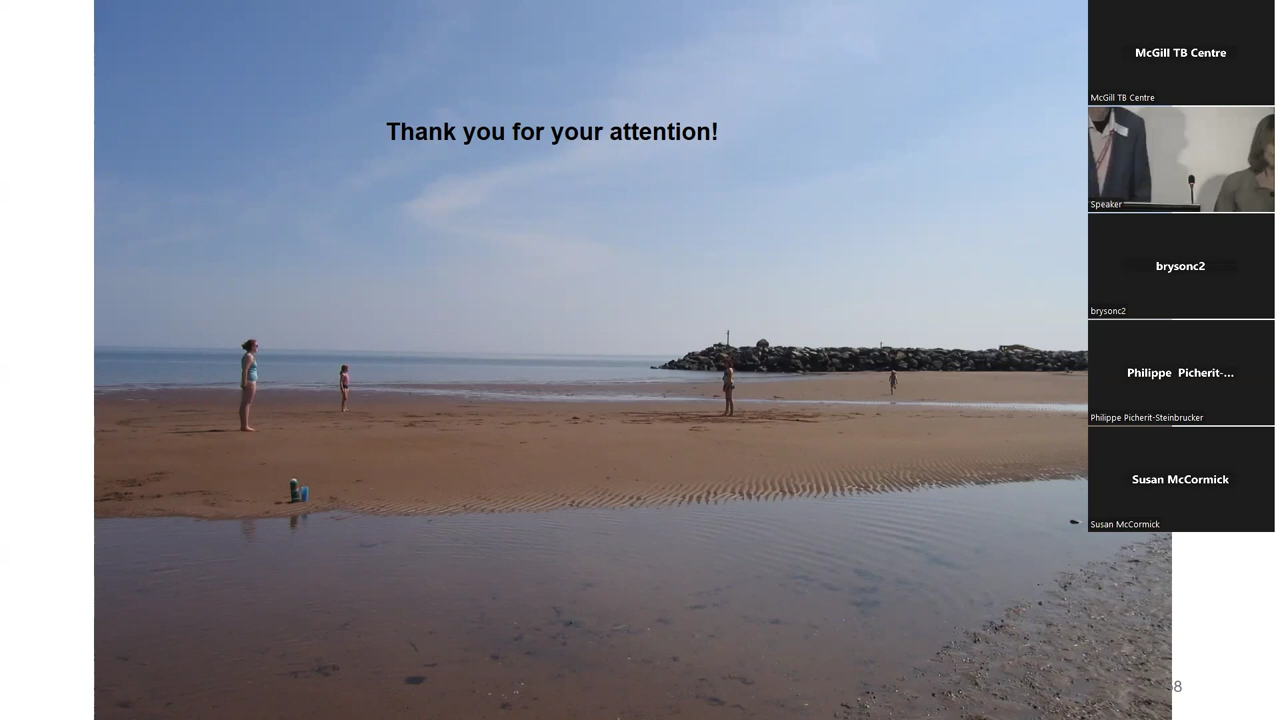 Thank you for your attention!
McGill TB Centre
McGill TB Centre
Speaker
brysonc2
brysonc2
Philippe Picherit-...
Philippe Picherit-Steinbrucker
Susan McCormick
Susan McCormick